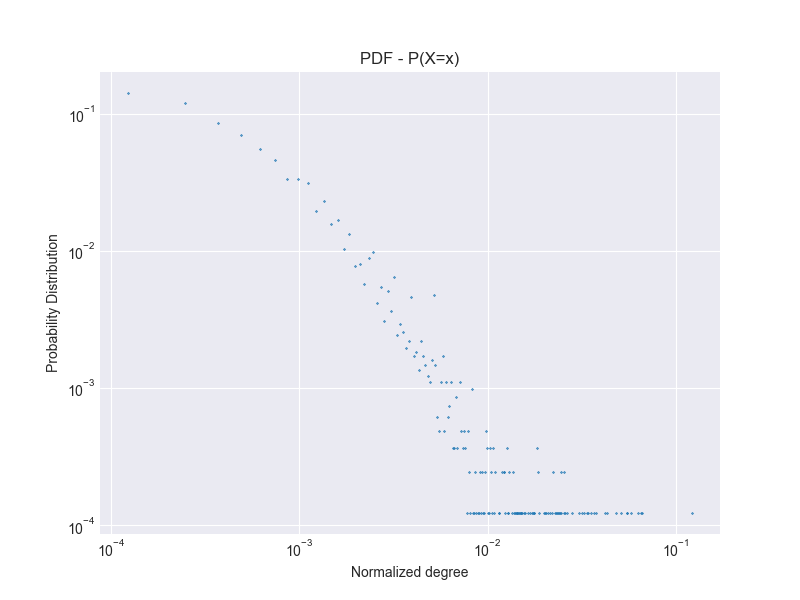 PDF - P(X=x)
Probability Distribution
10⁻¹
10⁻²
10⁻³
10⁻⁴
10⁻⁴ 10⁻³ 10⁻² 10⁻¹
Normalized degree